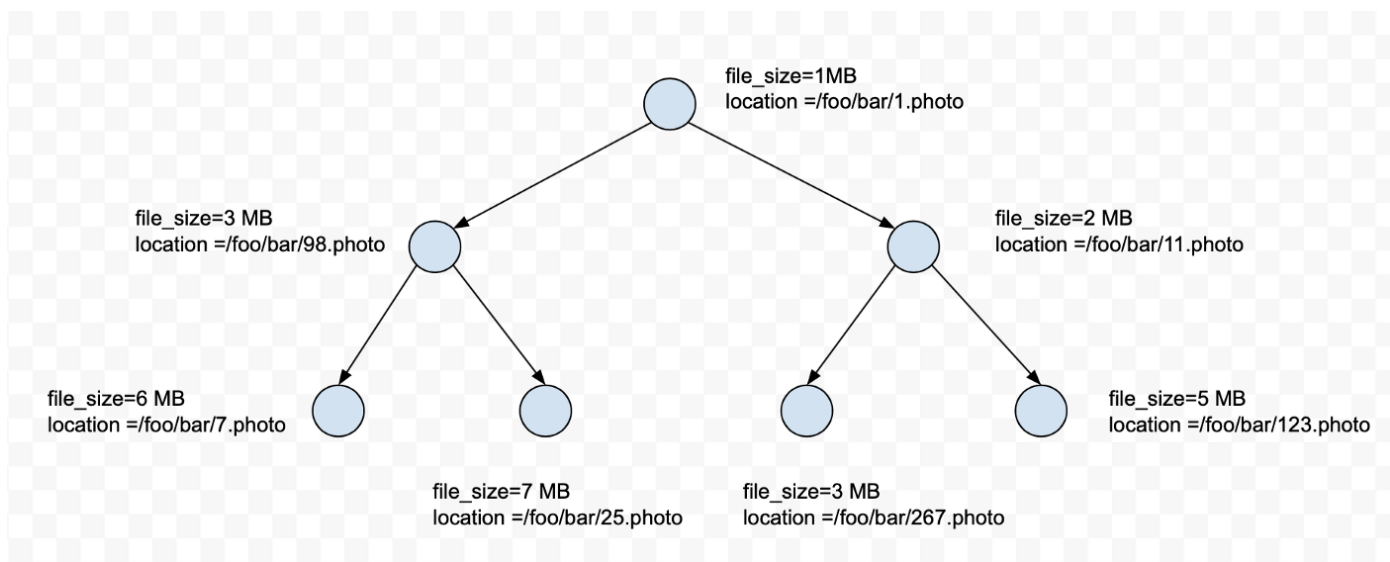 file_size=1MB
location =/foo/bar/1.photo
file_size=3 MB
location =/foo/bar/98.photo
file_size=2 MB
location =/foo/bar/11.photo
file_size=6 MB
location =/foo/bar/7.photo
file_size=5 MB
location =/foo/bar/123.photo
file_size=7 MB
location =/foo/bar/25.photo
file_size=3 MB
location =/foo/bar/267.photo